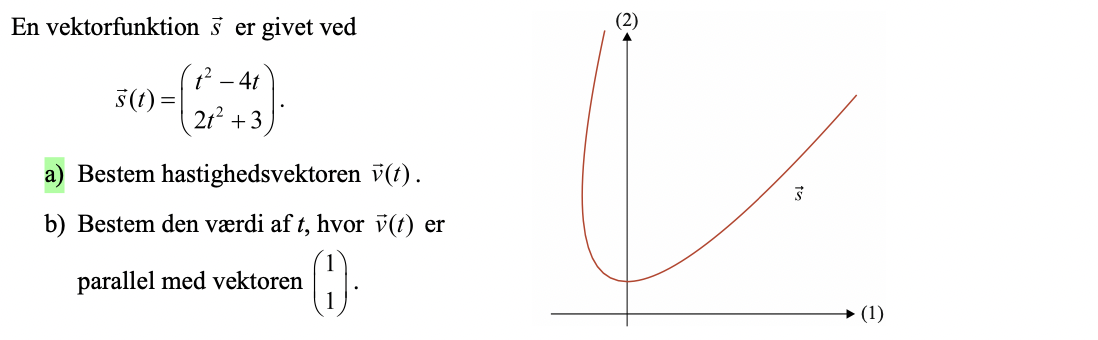 En vektorfunktion s⃗ er givet ved
s⃗(t) = (t² − 4t
2t² + 3).
a) Bestem hastighedsvektoren v⃗(t).
b) Bestem den værdi af t, hvor v⃗(t) er
parallel med vektoren (1
1).
(2)
s⃗
(1)